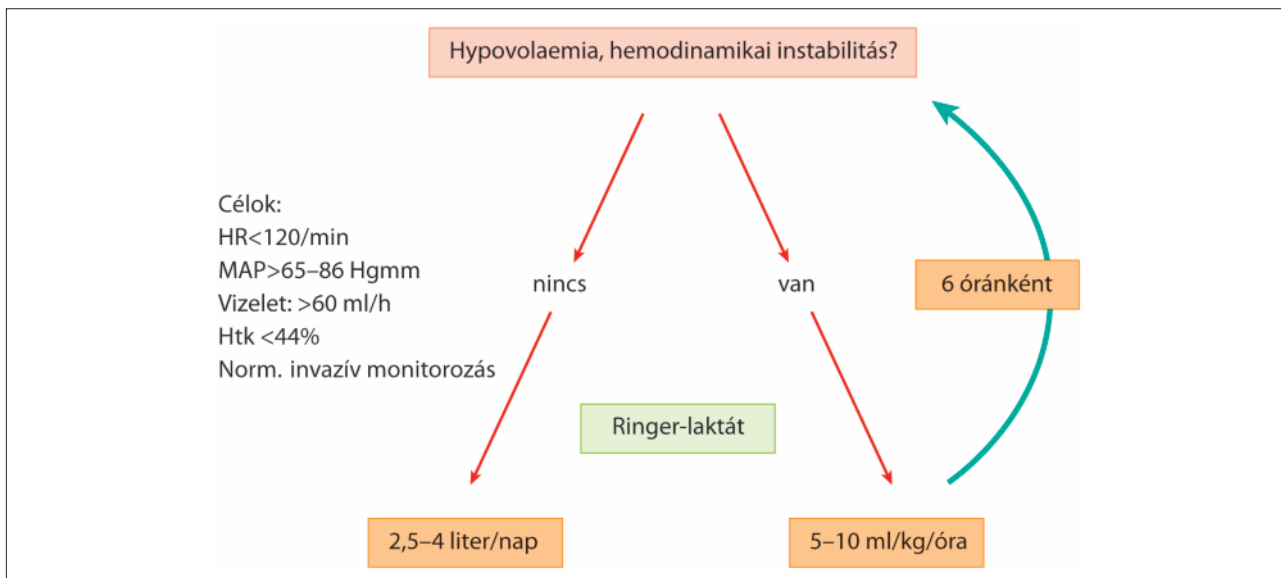 Hypovolaemia, hemodinamikai instabilitás?
Célok:
HR<120/min
MAP>65–86 Hgmm
Vizelet: >60 ml/h
Htk <44%
Norm. invazív monitorozás
nincs
van
6 óránként
Ringer-laktát
2,5–4 liter/nap
5–10 ml/kg/óra